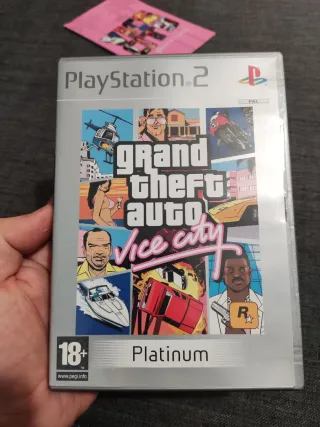 PlayStation®2
PAL
grand
theft
auto
Vice City
R★
18+
www.pegi.info
Platinum